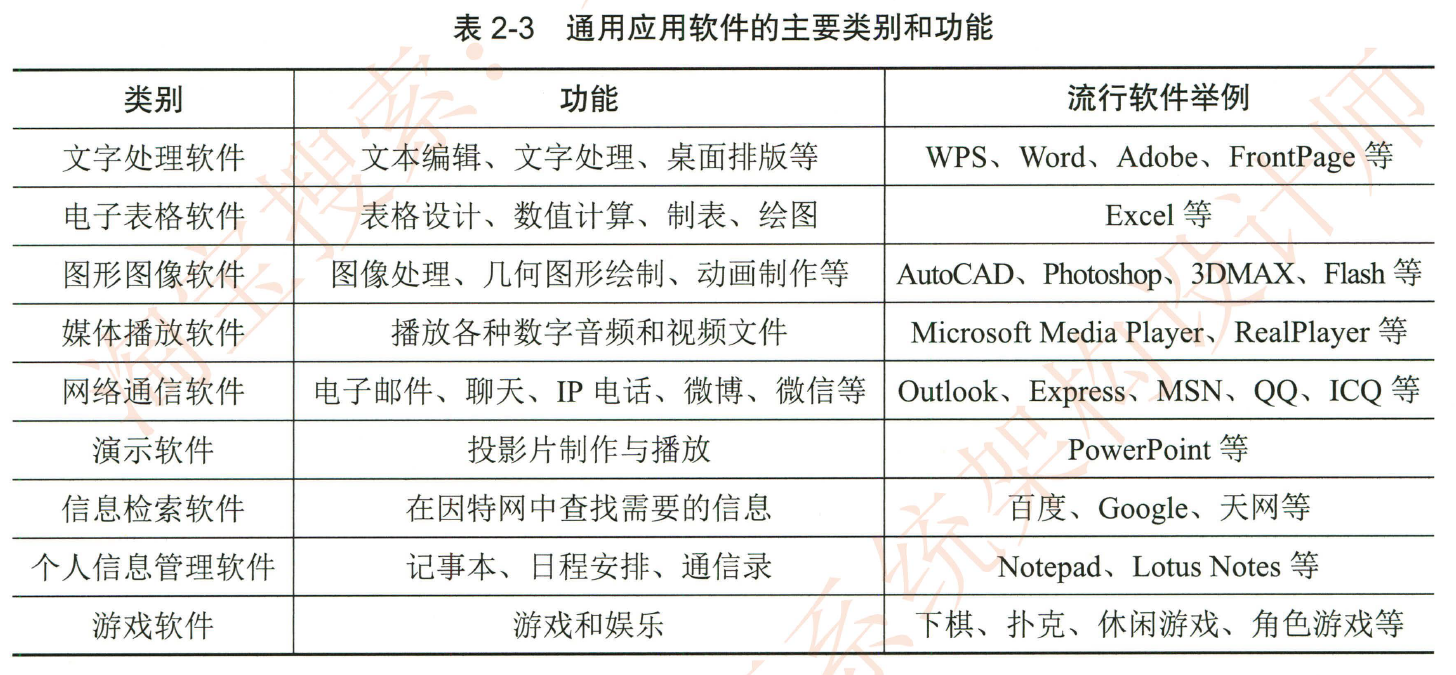 表 2-3 通用应用软件的主要类别和功能
类别 功能 流行软件举例
文字处理软件 文本编辑、文字处理、桌面排版等 WPS、Word、Adobe、FrontPage 等
电子表格软件 表格设计、数值计算、制表、绘图 Excel 等
图形图像软件 图像处理、几何图形绘制、动画制作等 AutoCAD、Photoshop、3DMAX、Flash 等
媒体播放软件 播放各种数字音频和视频文件 Microsoft Media Player、RealPlayer 等
网络通信软件 电子邮件、聊天、IP 电话、微博、微信等 Outlook、Express、MSN、QQ、ICQ 等
演示软件 投影片制作与播放 PowerPoint 等
信息检索软件 在因特网中查找需要的信息 百度、Google、天网等
个人信息管理软件 记事本、日程安排、通信录 Notepad、Lotus Notes 等
游戏软件 游戏和娱乐 下棋、扑克、休闲游戏、角色游戏等
淘宝搜索：
系统架构设计师